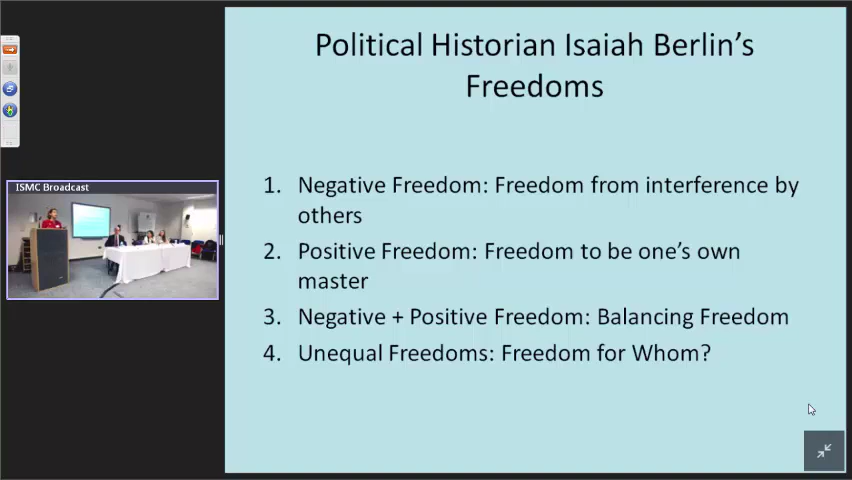 Political Historian Isaiah Berlin's
Freedoms
ISMC Broadcast
1. Negative Freedom: Freedom from interference by
others
2. Positive Freedom: Freedom to be one's own
master
3. Negative + Positive Freedom: Balancing Freedom
4. Unequal Freedoms: Freedom for Whom?